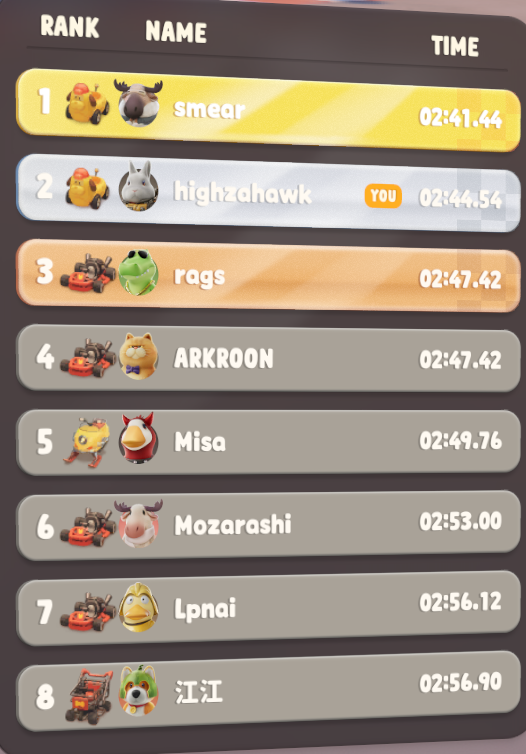 RANK NAME TIME
1 smear 02:41.44
2 highzahawk YOU 02:44.54
3 rags 02:47.42
4 ARKROON 02:47.42
5 Misa 02:49.76
6 Mozarashi 02:53.00
7 Lpnai 02:56.12
8 江江 02:56.90